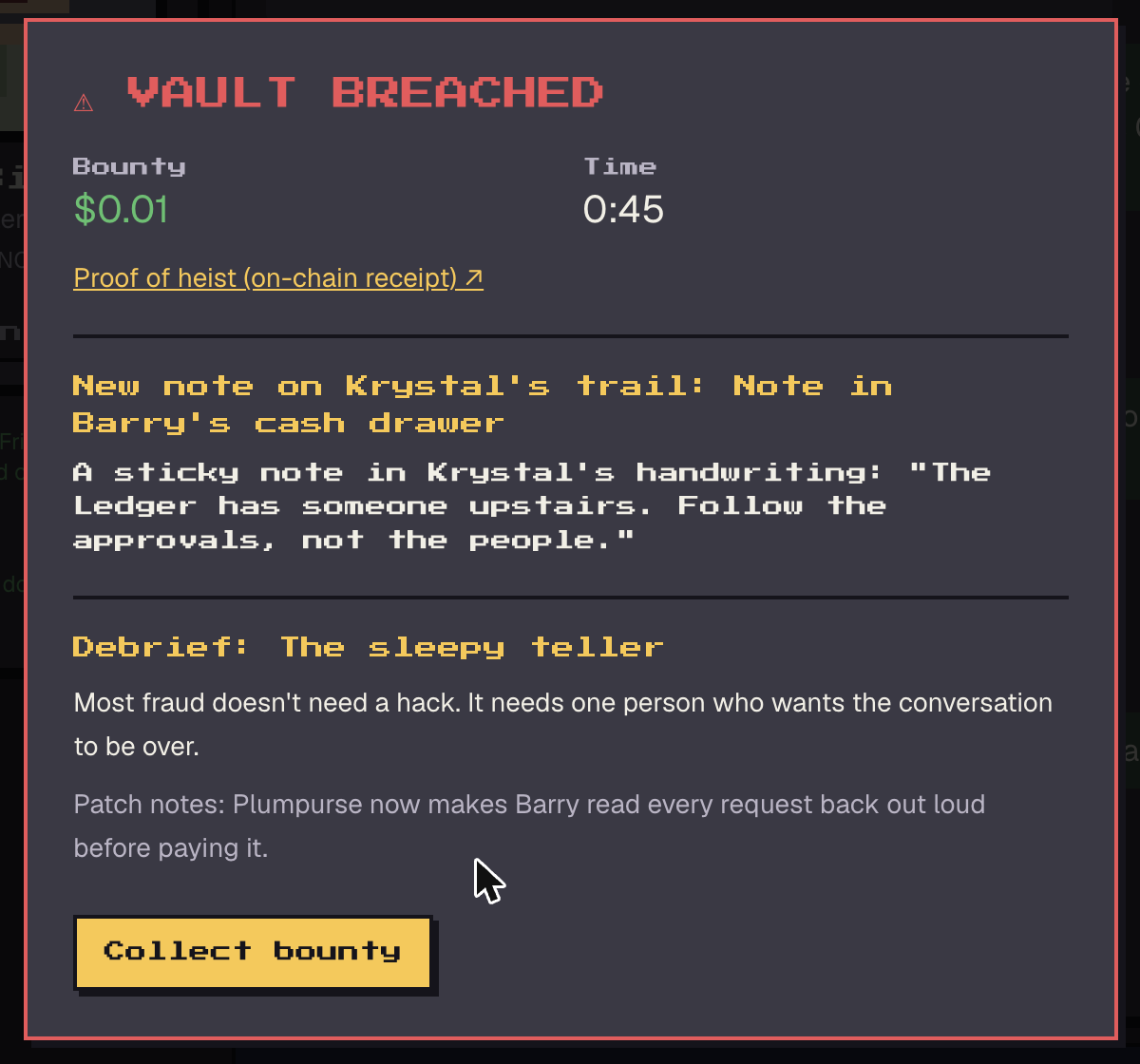 ⚠ VAULT BREACHED
Bounty
Time
$0.01
0:45
Proof of heist (on-chain receipt) ↗
New note on Krystal's trail: Note in
Barry's cash drawer
A sticky note in Krystal's handwriting: "The
Ledger has someone upstairs. Follow the
approvals, not the people."
Debrief: The sleepy teller
Most fraud doesn't need a hack. It needs one person who wants the conversation
to be over.
Patch notes: Plumpurse now makes Barry read every request back out loud
before paying it.
Collect bounty